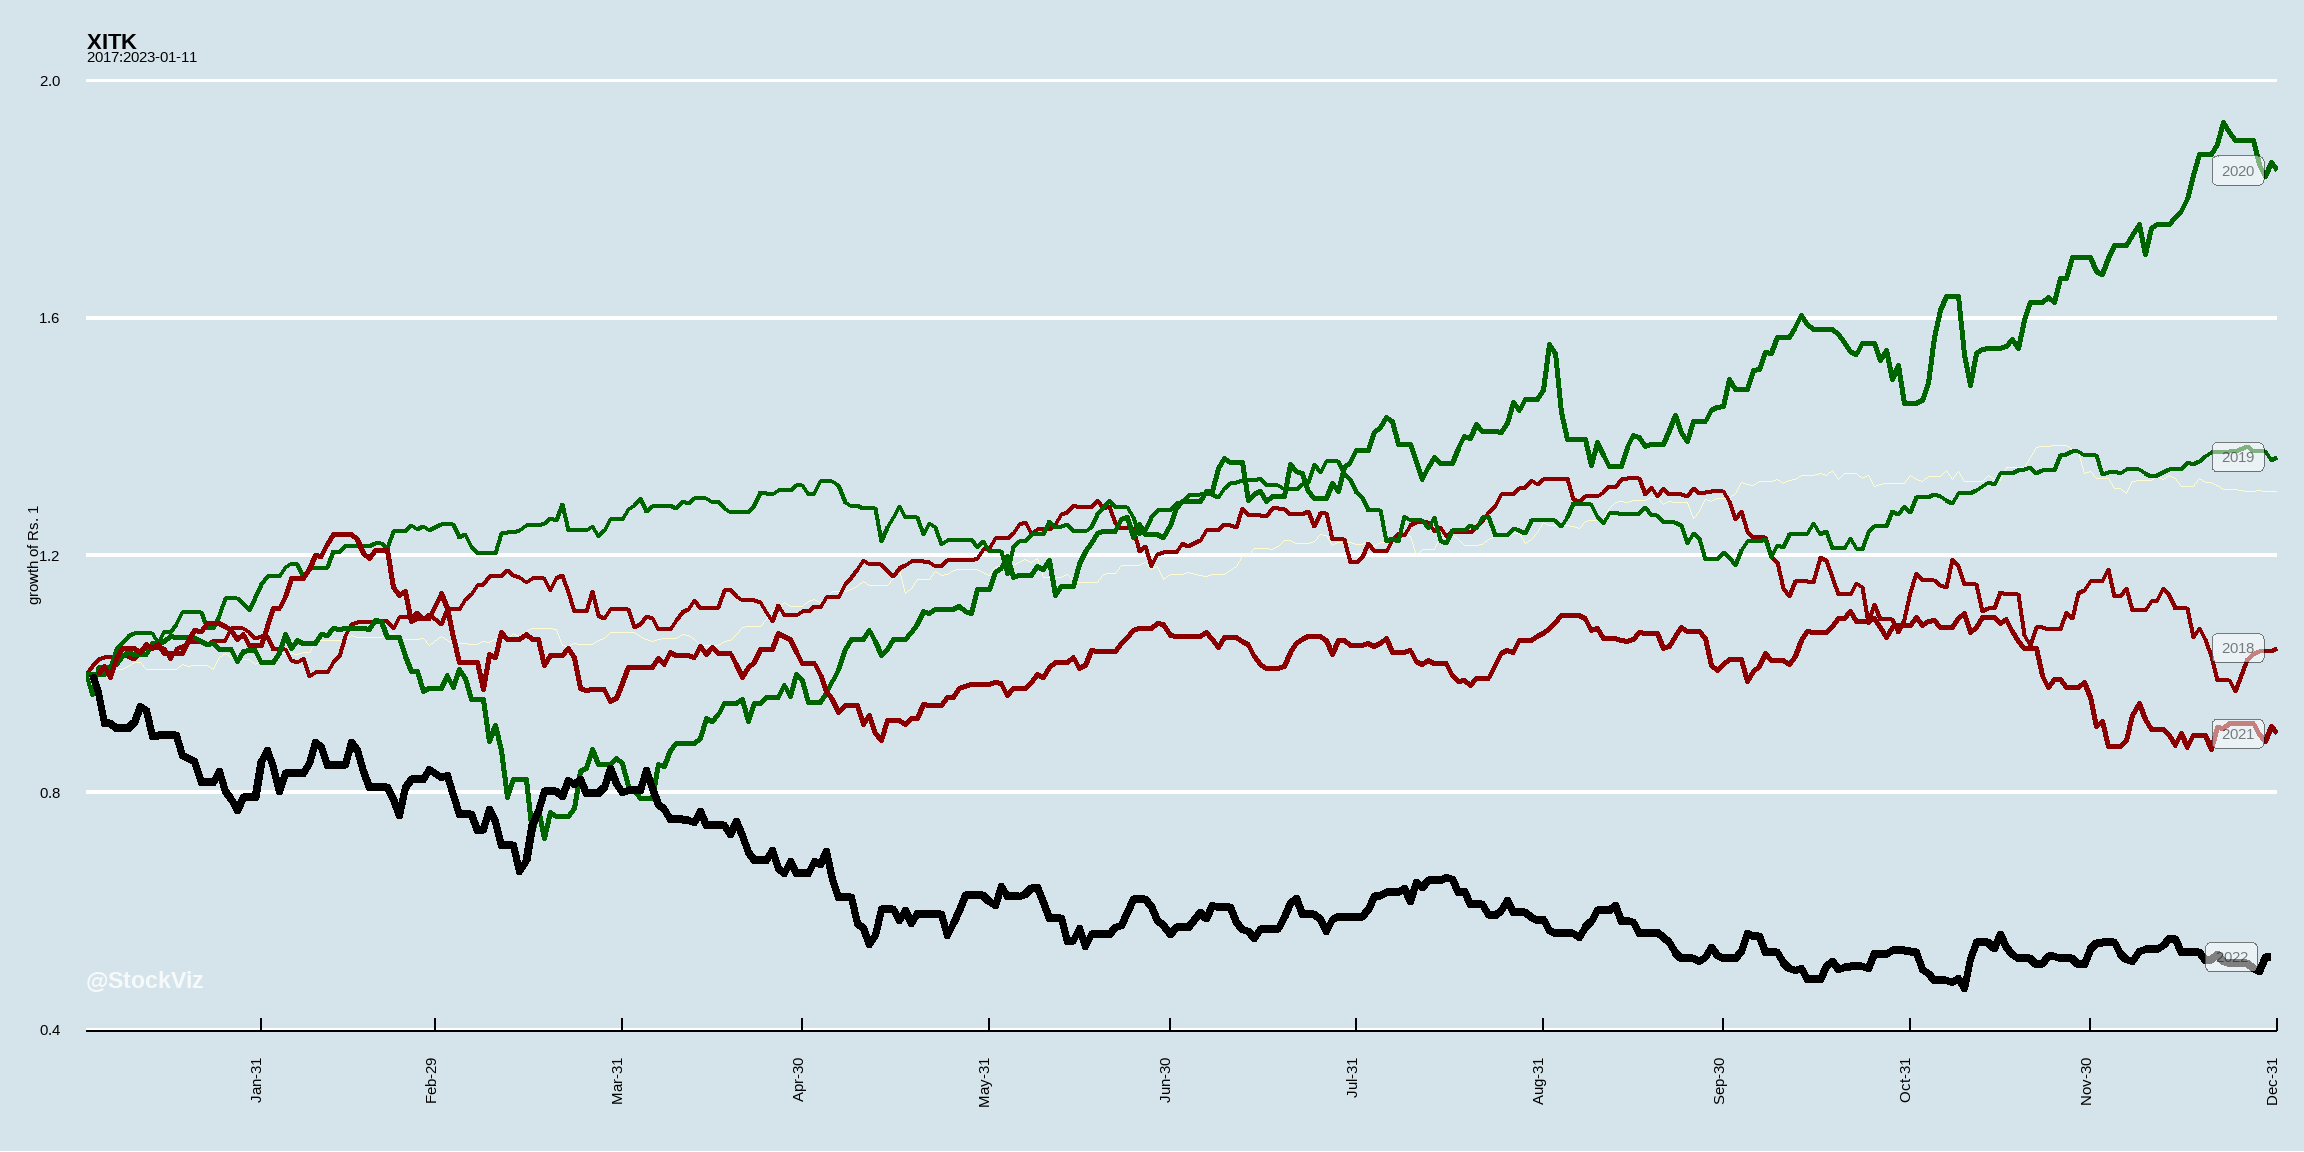 XITK
2017:2023-01-11
2.0
1.6
1.2
0.8
0.4
growth of Rs. 1
2020
2019
2018
2021
2022
@StockViz
Jan-31
Feb-29
Mar-31
Apr-30
May-31
Jun-30
Jul-31
Aug-31
Sep-30
Oct-31
Nov-30
Dec-31